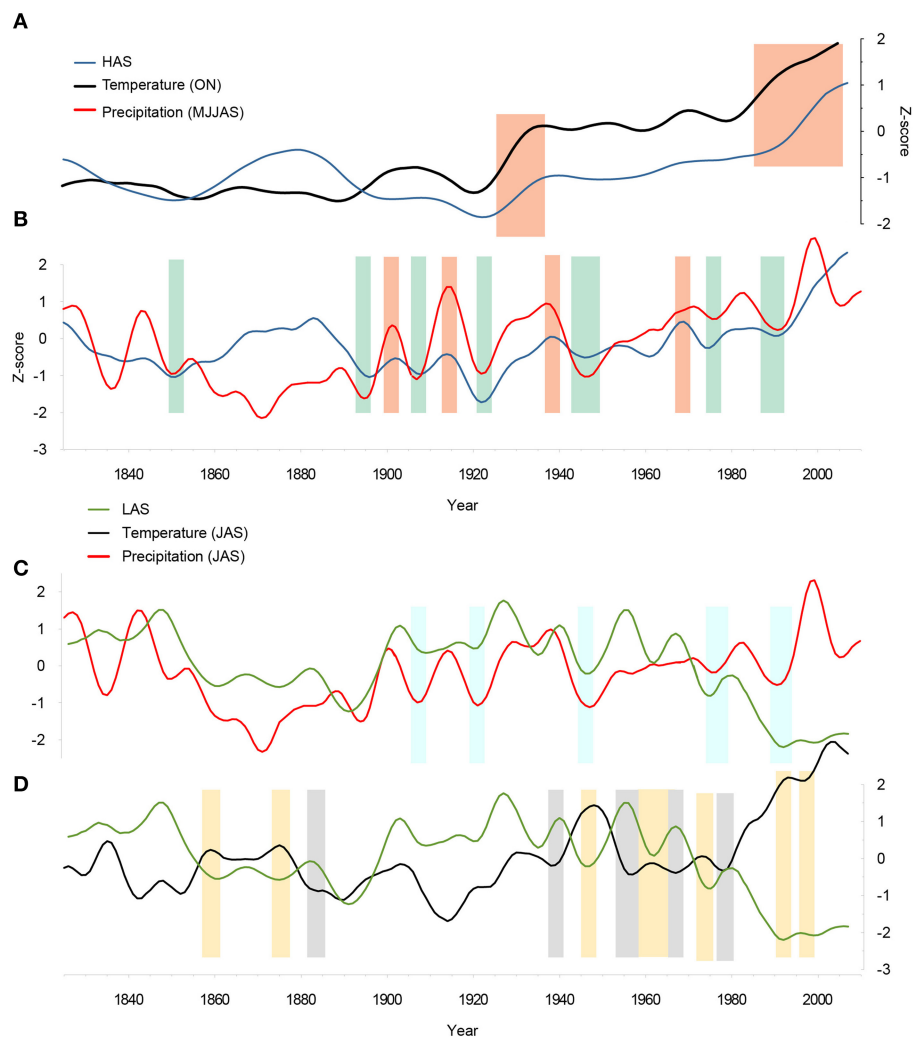 A
HAS
Temperature (ON)
Precipitation (MJJAS)
2
1
0
-1
-2
Z-score
B
2
1
0
-1
-2
-3
Z-score
1840 1860 1880 1900 1920 1940 1960 1980 2000
Year
LAS
Temperature (JAS)
Precipitation (JAS)
C
2
1
0
-1
-2
D
2
1
0
-1
-2
-3
1840 1860 1880 1900 1920 1940 1960 1980 2000
Year